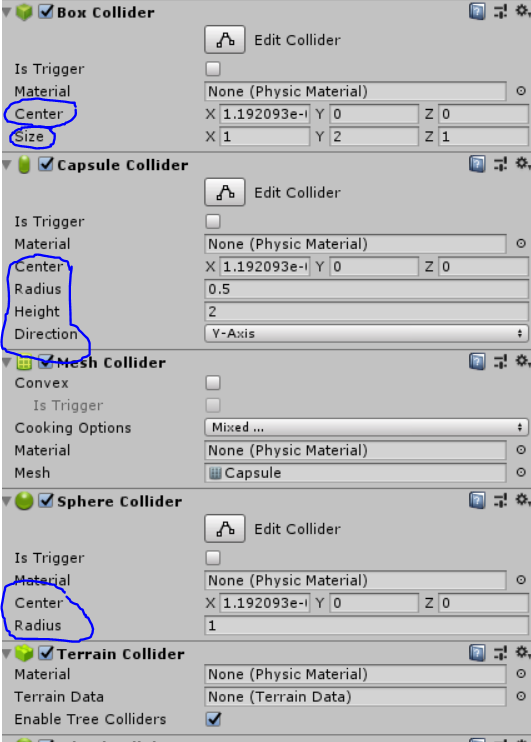 Box Collider
Edit Collider
Is Trigger
Material None (Physic Material)
Center X 1.192093e-( Y 0 Z 0
Size X 1 Y 2 Z 1
Capsule Collider
Edit Collider
Is Trigger
Material None (Physic Material)
Center X 1.192093e-( Y 0 Z 0
Radius 0.5
Height 2
Direction Y-Axis
Mesh Collider
Convex
Is Trigger
Cooking Options Mixed ...
Material None (Physic Material)
Mesh Capsule
Sphere Collider
Edit Collider
Is Trigger
Material None (Physic Material)
Center X 1.192093e-( Y 0 Z 0
Radius 1
Terrain Collider
Material None (Physic Material)
Terrain Data None (Terrain Data)
Enable Tree Colliders